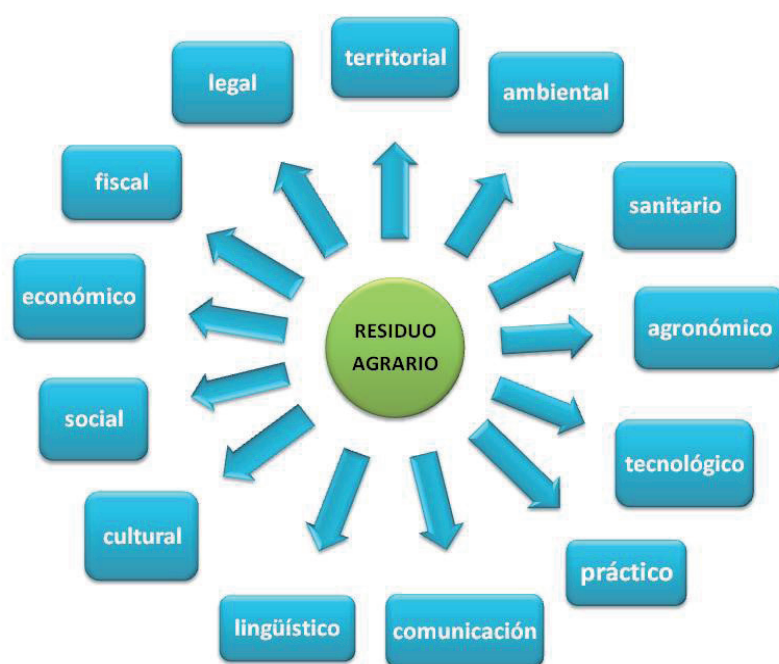 territorial
legal
ambiental
fiscal
sanitario
económico
RESIDUO
AGRARIO
agronómico
social
tecnológico
cultural
práctico
lingüístico
comunicación